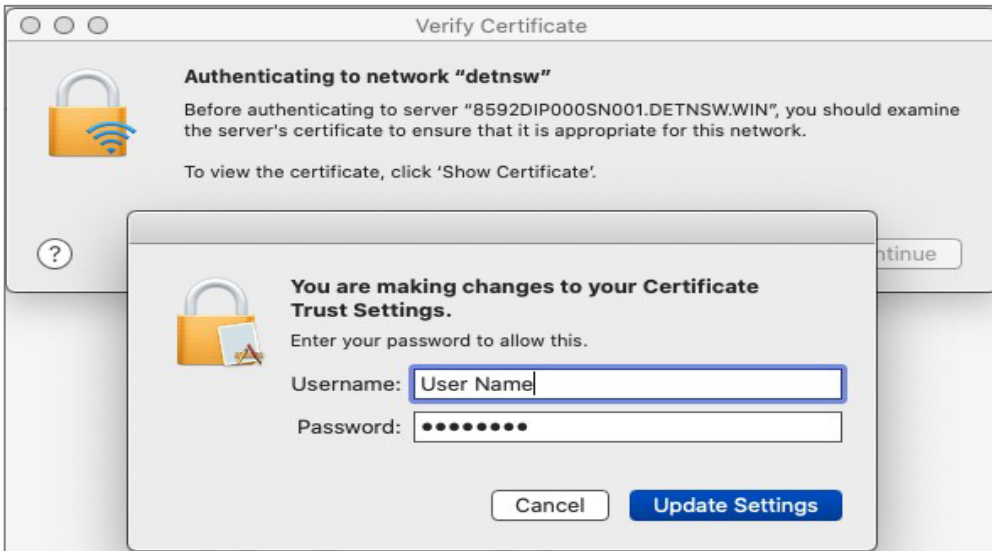 Verify Certificate
Authenticating to network “detnsw”
Before authenticating to server “8592DIP000SN001.DETNSW.WIN”, you should examine
the server's certificate to ensure that it is appropriate for this network.
To view the certificate, click ‘Show Certificate’.
?
ntinue
You are making changes to your Certificate
Trust Settings.
Enter your password to allow this.
Username: User Name
Password: ••••••••
Cancel Update Settings